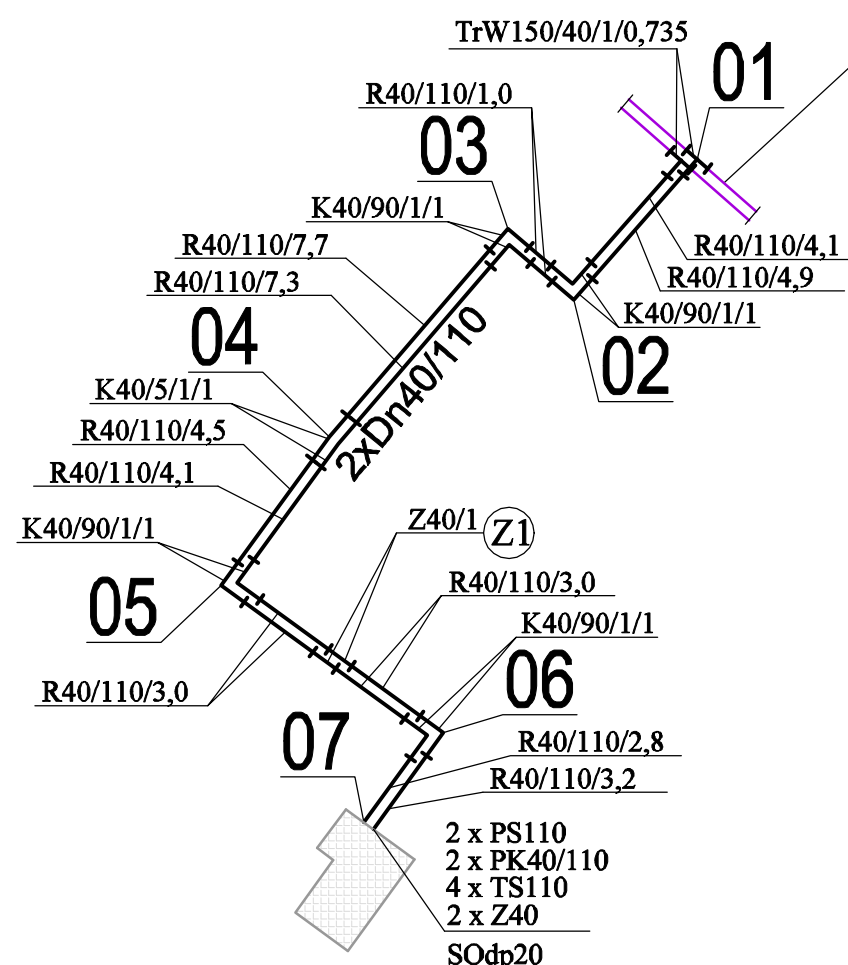 TrW150/40/1/0,735
01
R40/110/1,0
03
K40/90/1/1
R40/110/7,7
R40/110/4,1
R40/110/7,3
R40/110/4,9
K40/90/1/1
04
02
2xDn40/110
K40/5/1/1
R40/110/4,5
R40/110/4,1
Z40/1
Z1
K40/90/1/1
05
R40/110/3,0
K40/90/1/1
R40/110/3,0
06
07
R40/110/2,8
R40/110/3,2
2 x PS110
2 x PK40/110
4 x TS110
2 x Z40
SOdp20